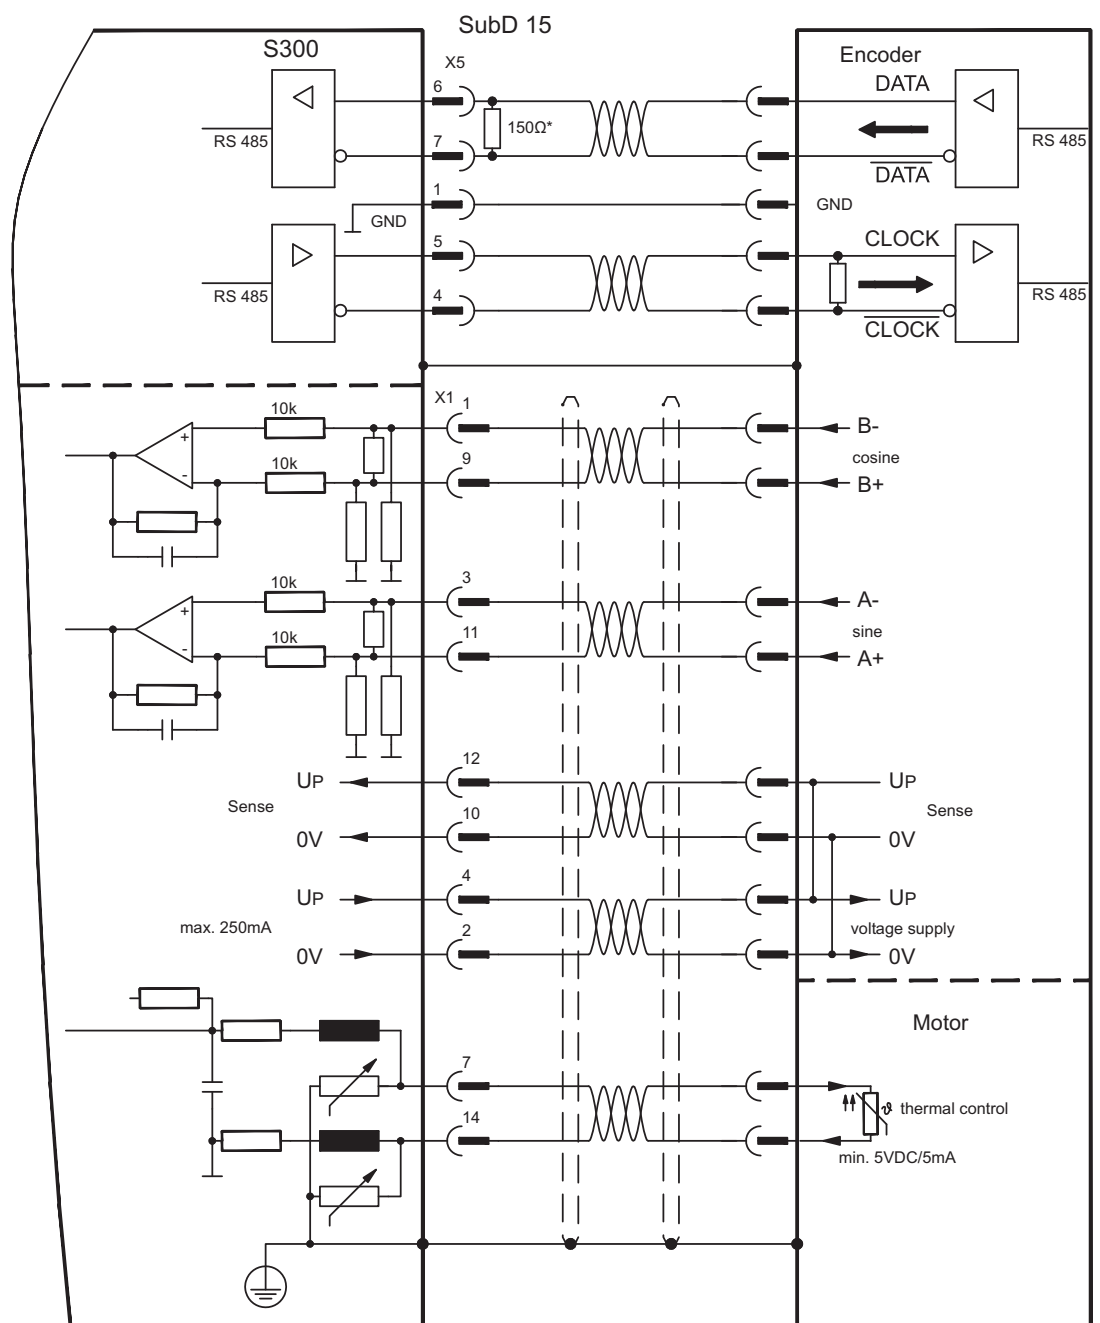 SubD 15
S300
X5
Encoder
6
DATA
150Ω*
RS 485
RS 485
7
DATA
1
GND
GND
5
CLOCK
RS 485
RS 485
4
CLOCK
X1
1
10k
+
B-
10k
9
cosine
-
B+
3
10k
+
A-
10k
11
sine
-
A+
12
UP
UP
Sense
Sense
10
0V
0V
4
UP
UP
max. 250mA
voltage supply
2
0V
0V
Motor
7
ϑ thermal control
14
min. 5VDC/5mA